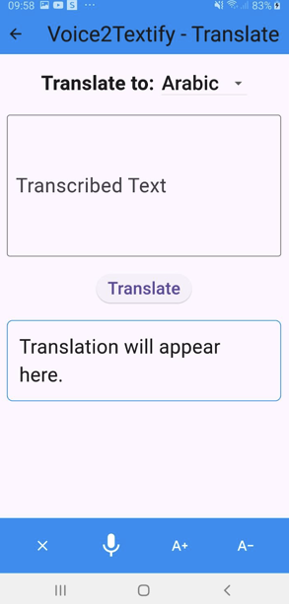 09:58 S ... 83%
Voice2Textify - Translate
Translate to: Arabic
Transcribed Text
Translate
Translation will appear
here.
A+ A-